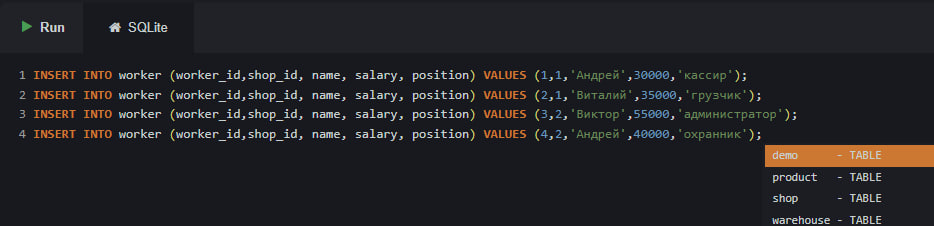 Run SQLite
1 INSERT INTO worker (worker_id,shop_id, name, salary, position) VALUES (1,1,'Андрей',30000,'кассир');
2 INSERT INTO worker (worker_id,shop_id, name, salary, position) VALUES (2,1,'Виталий',35000,'грузчик');
3 INSERT INTO worker (worker_id,shop_id, name, salary, position) VALUES (3,2,'Виктор',55000,'администратор');
4 INSERT INTO worker (worker_id,shop_id, name, salary, position) VALUES (4,2,'Андрей',40000,'охранник');
demo - TABLE
product - TABLE
shop - TABLE
warehouse - TABLE